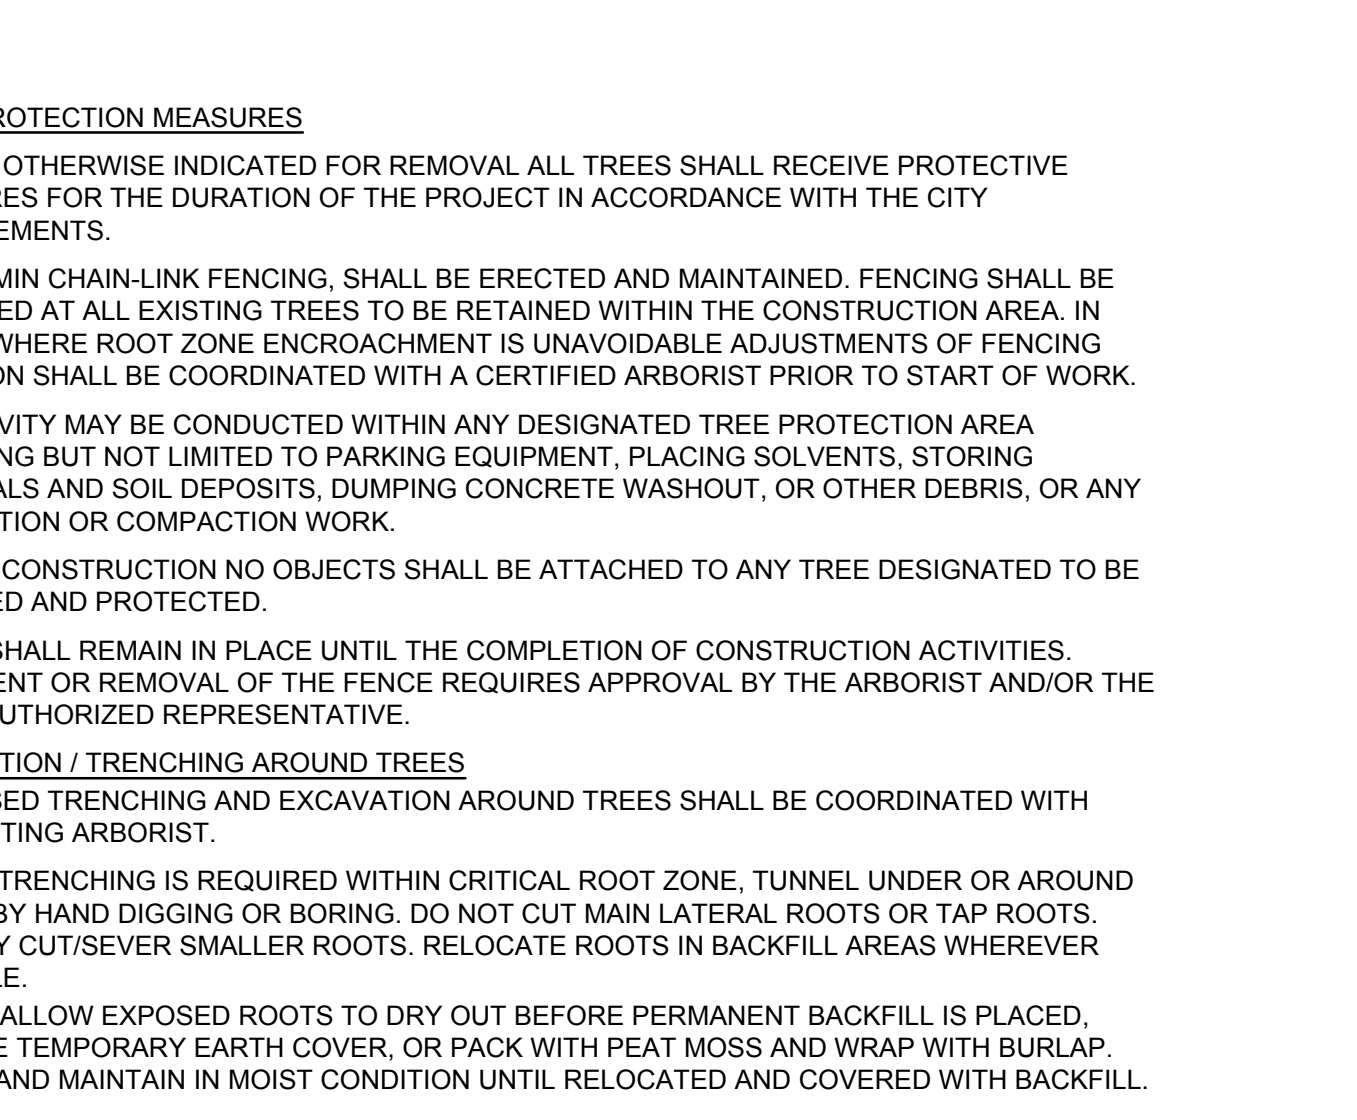 ROTECTION MEASURES
OTHERWISE INDICATED FOR REMOVAL ALL TREES SHALL RECEIVE PROTECTIVE
RES FOR THE DURATION OF THE PROJECT IN ACCORDANCE WITH THE CITY
EMENTS.
MIN CHAIN-LINK FENCING, SHALL BE ERECTED AND MAINTAINED. FENCING SHALL BE
ED AT ALL EXISTING TREES TO BE RETAINED WITHIN THE CONSTRUCTION AREA. IN
WHERE ROOT ZONE ENCROACHMENT IS UNAVOIDABLE ADJUSTMENTS OF FENCING
ON SHALL BE COORDINATED WITH A CERTIFIED ARBORIST PRIOR TO START OF WORK.
VITY MAY BE CONDUCTED WITHIN ANY DESIGNATED TREE PROTECTION AREA
NG BUT NOT LIMITED TO PARKING EQUIPMENT, PLACING SOLVENTS, STORING
ALS AND SOIL DEPOSITS, DUMPING CONCRETE WASHOUT, OR OTHER DEBRIS, OR ANY
TION OR COMPACTION WORK.
CONSTRUCTION NO OBJECTS SHALL BE ATTACHED TO ANY TREE DESIGNATED TO BE
ED AND PROTECTED.
SHALL REMAIN IN PLACE UNTIL THE COMPLETION OF CONSTRUCTION ACTIVITIES.
ENT OR REMOVAL OF THE FENCE REQUIRES APPROVAL BY THE ARBORIST AND/OR THE
UTHORIZED REPRESENTATIVE.
TION / TRENCHING AROUND TREES
SED TRENCHING AND EXCAVATION AROUND TREES SHALL BE COORDINATED WITH
TING ARBORIST.
TRENCHING IS REQUIRED WITHIN CRITICAL ROOT ZONE, TUNNEL UNDER OR AROUND
BY HAND DIGGING OR BORING. DO NOT CUT MAIN LATERAL ROOTS OR TAP ROOTS.
Y CUT/SEVER SMALLER ROOTS. RELOCATE ROOTS IN BACKFILL AREAS WHEREVER
LE.
ALLOW EXPOSED ROOTS TO DRY OUT BEFORE PERMANENT BACKFILL IS PLACED,
E TEMPORARY EARTH COVER, OR PACK WITH PEAT MOSS AND WRAP WITH BURLAP.
AND MAINTAIN IN MOIST CONDITION UNTIL RELOCATED AND COVERED WITH BACKFILL.